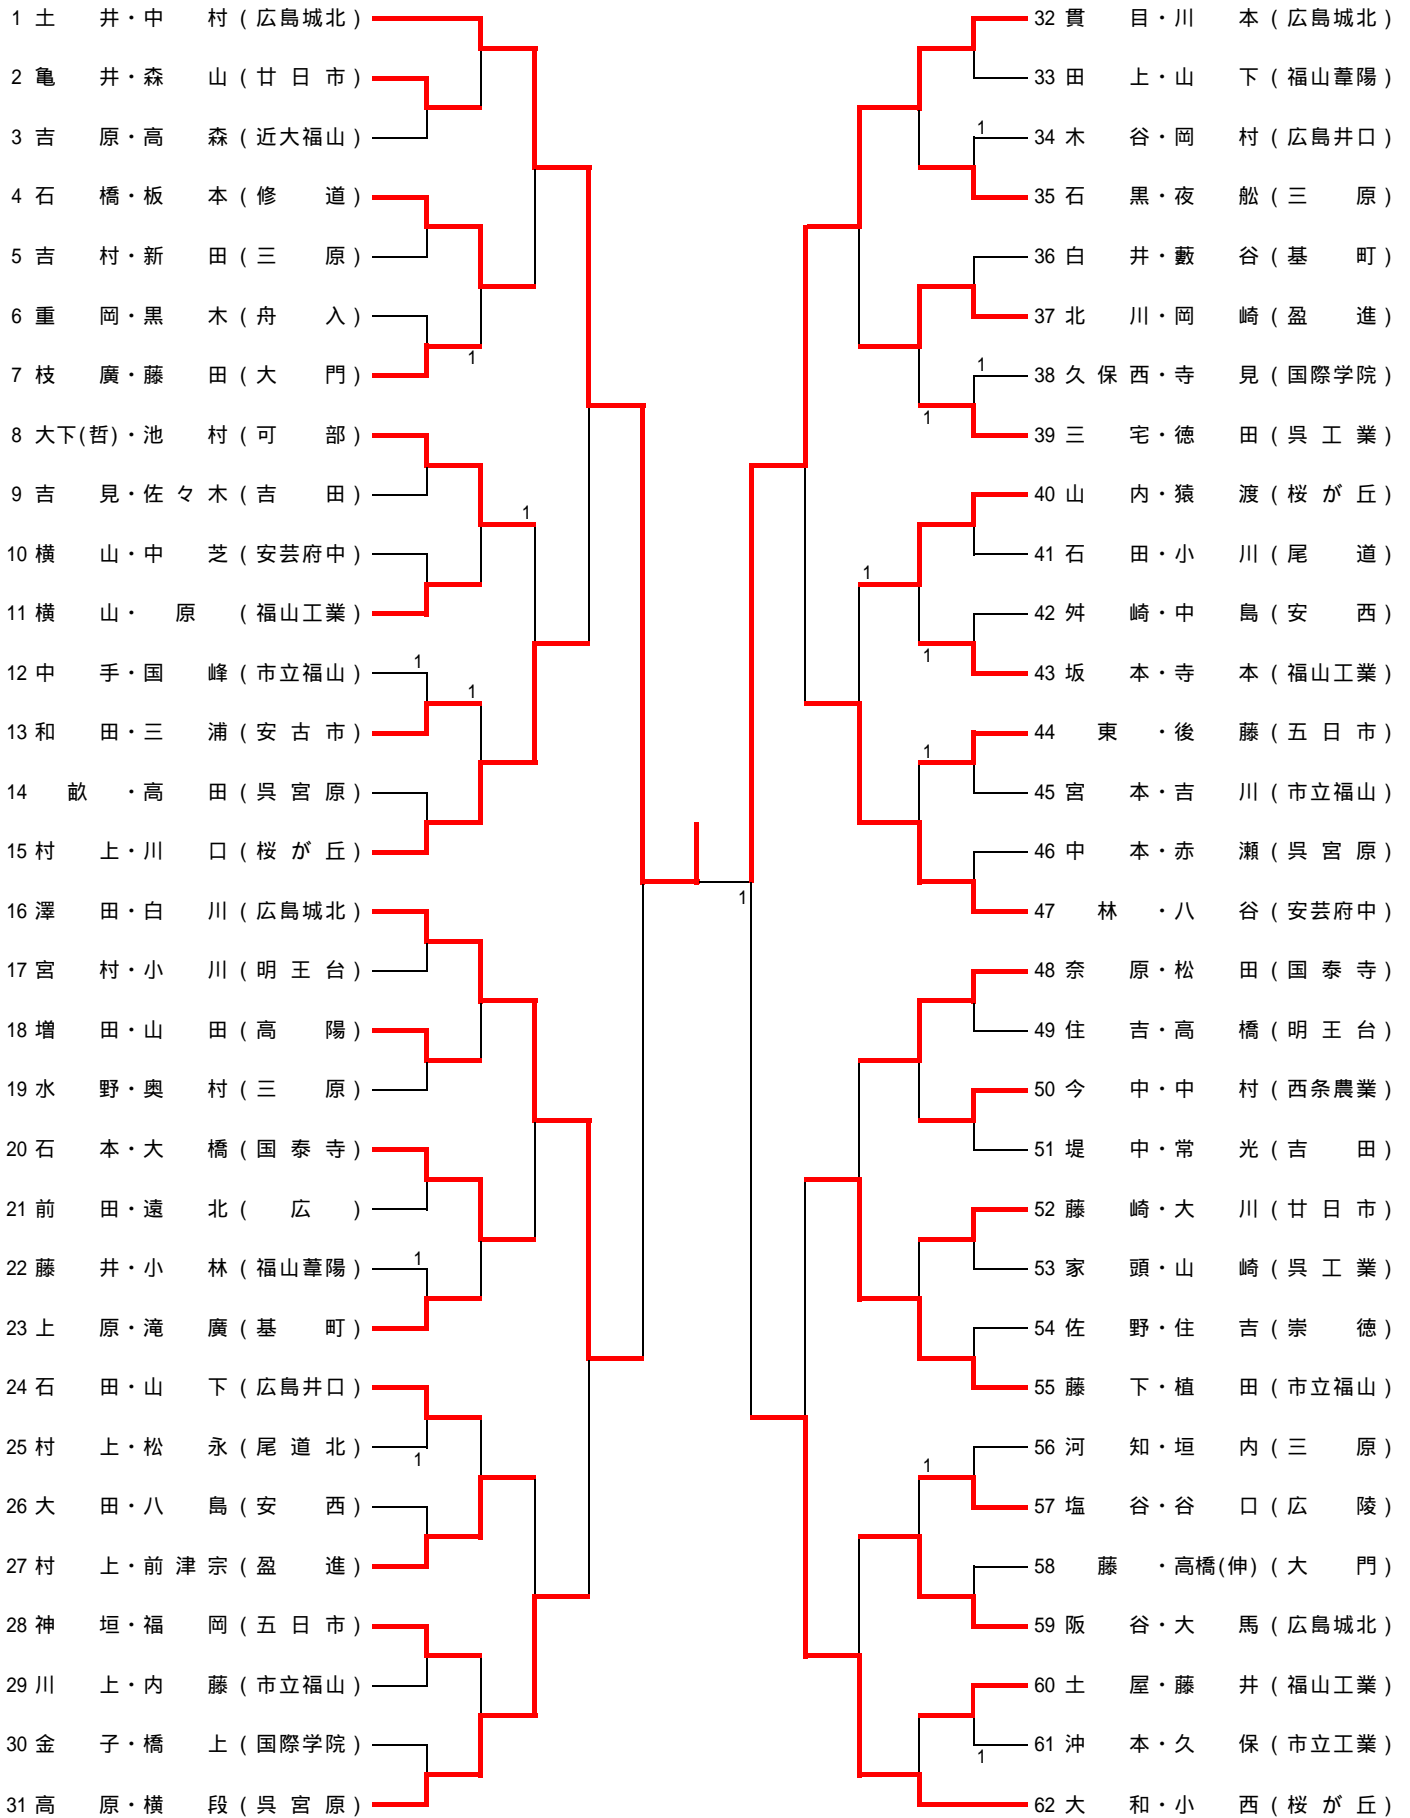 1 土 井・中 村 ( 広島城北 )
2 亀 井・森 山 ( 廿 日 市 )
3 吉 原・高 森 ( 近大福山 )
4 石 橋・板 本 ( 修 道 )
5 吉 村・新 田 ( 三 原 )
6 重 岡・黒 木 ( 舟 入 )
1
7 枝 廣・藤 田 ( 大 門 )
8 大下(哲)・池 村 ( 可 部 )
9 吉 見・佐 々 木 ( 吉 田 )
1
10 横 山・中 芝 ( 安芸府中 )
11 横 山・ 原 ( 福山工業 )
12 中 手・国 峰 ( 市立福山 ) 1
1
13 和 田・三 浦 ( 安 古 市 )
14 畝 ・高 田 ( 呉 宮 原 )
15 村 上・川 口 ( 桜 が 丘 )
16 澤 田・白 川 ( 広島城北 )
17 宮 村・小 川 ( 明 王 台 )
18 増 田・山 田 ( 高 陽 )
19 水 野・奥 村 ( 三 原 )
20 石 本・大 橋 ( 国 泰 寺 )
21 前 田・遠 北 ( 広 )
22 藤 井・小 林 ( 福山葦陽 ) 1
23 上 原・滝 廣 ( 基 町 )
24 石 田・山 下 ( 広島井口 )
25 村 上・松 永 ( 尾 道 北 ) 1
26 大 田・八 島 ( 安 西 )
27 村 上・前 津 宗 ( 盈 進 )
28 神 垣・福 岡 ( 五 日 市 )
29 川 上・内 藤 ( 市立福山 )
30 金 子・橋 上 ( 国際学院 )
31 高 原・横 段 ( 呉 宮 原 )
1
32 貫 目・川 本 ( 広島城北 )
33 田 上・山 下 ( 福山葦陽 )
1 34 木 谷・岡 村 ( 広島井口 )
35 石 黒・夜 舩 ( 三 原 )
36 白 井・藪 谷 ( 基 町 )
37 北 川・岡 崎 ( 盈 進 )
1 38 久 保 西・寺 見 ( 国際学院 )
1
39 三 宅・徳 田 ( 呉 工 業 )
40 山 内・猿 渡 ( 桜 が 丘 )
41 石 田・小 川 ( 尾 道 )
1
42 舛 崎・中 島 ( 安 西 )
1
43 坂 本・寺 本 ( 福山工業 )
44 東 ・後 藤 ( 五 日 市 )
1
45 宮 本・吉 川 ( 市立福山 )
46 中 本・赤 瀬 ( 呉 宮 原 )
47 林 ・八 谷 ( 安芸府中 )
48 奈 原・松 田 ( 国 泰 寺 )
49 住 吉・高 橋 ( 明 王 台 )
50 今 中・中 村 ( 西条農業 )
51 堤 中・常 光 ( 吉 田 )
52 藤 崎・大 川 ( 廿 日 市 )
53 家 頭・山 崎 ( 呉 工 業 )
54 佐 野・住 吉 ( 崇 徳 )
55 藤 下・植 田 ( 市立福山 )
56 河 知・垣 内 ( 三 原 )
1
57 塩 谷・谷 口 ( 広 陵 )
58 藤 ・高橋(伸) ( 大 門 )
59 阪 谷・大 馬 ( 広島城北 )
60 土 屋・藤 井 ( 福山工業 )
1 61 沖 本・久 保 ( 市立工業 )
62 大 和・小 西 ( 桜 が 丘 )